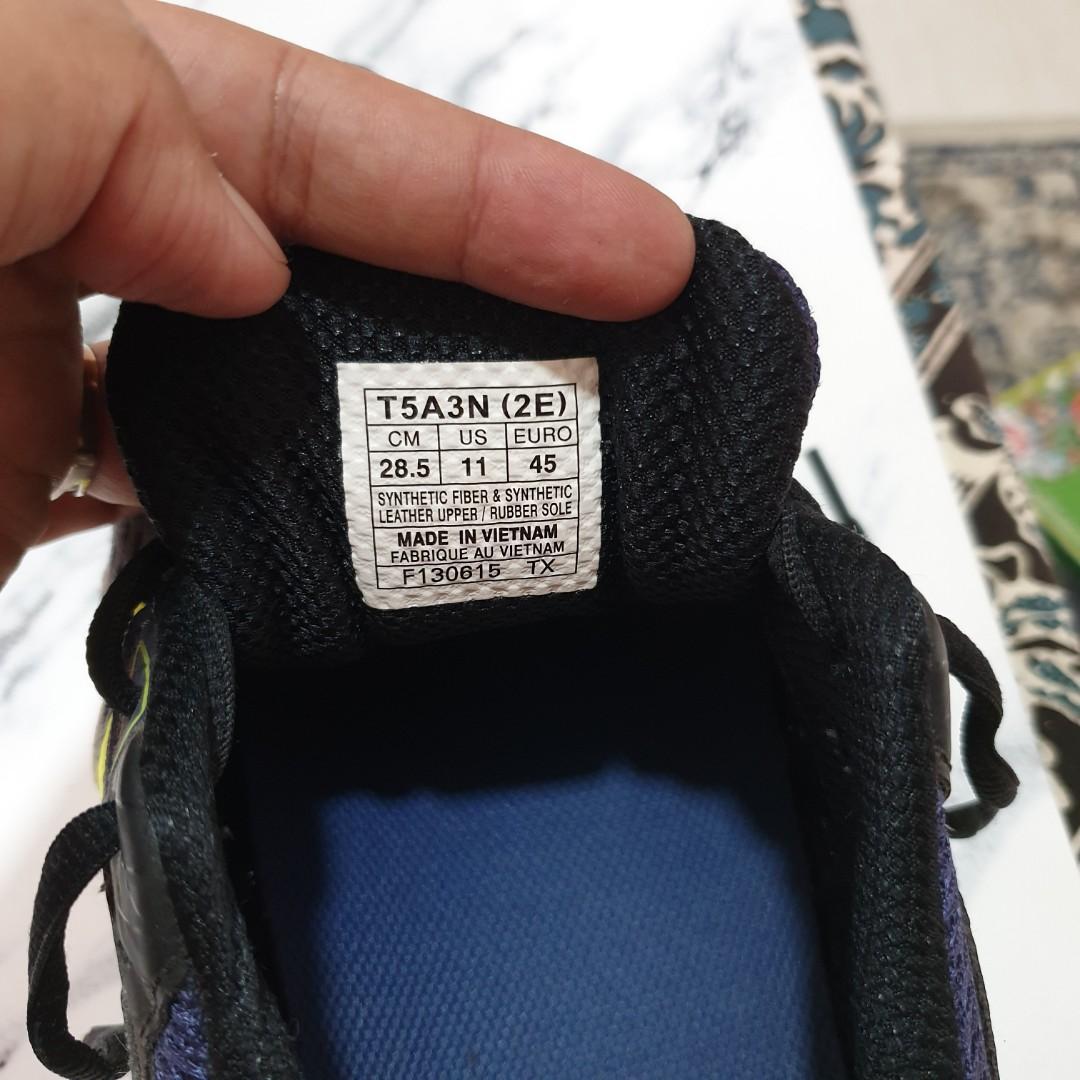 T5A3N (2E)
CM US EURO
28.5 11 45
SYNTHETIC FIBER & SYNTHETIC
LEATHER UPPER / RUBBER SOLE
MADE IN VIETNAM
FABRIQUE AU VIETNAM
F130615 TX